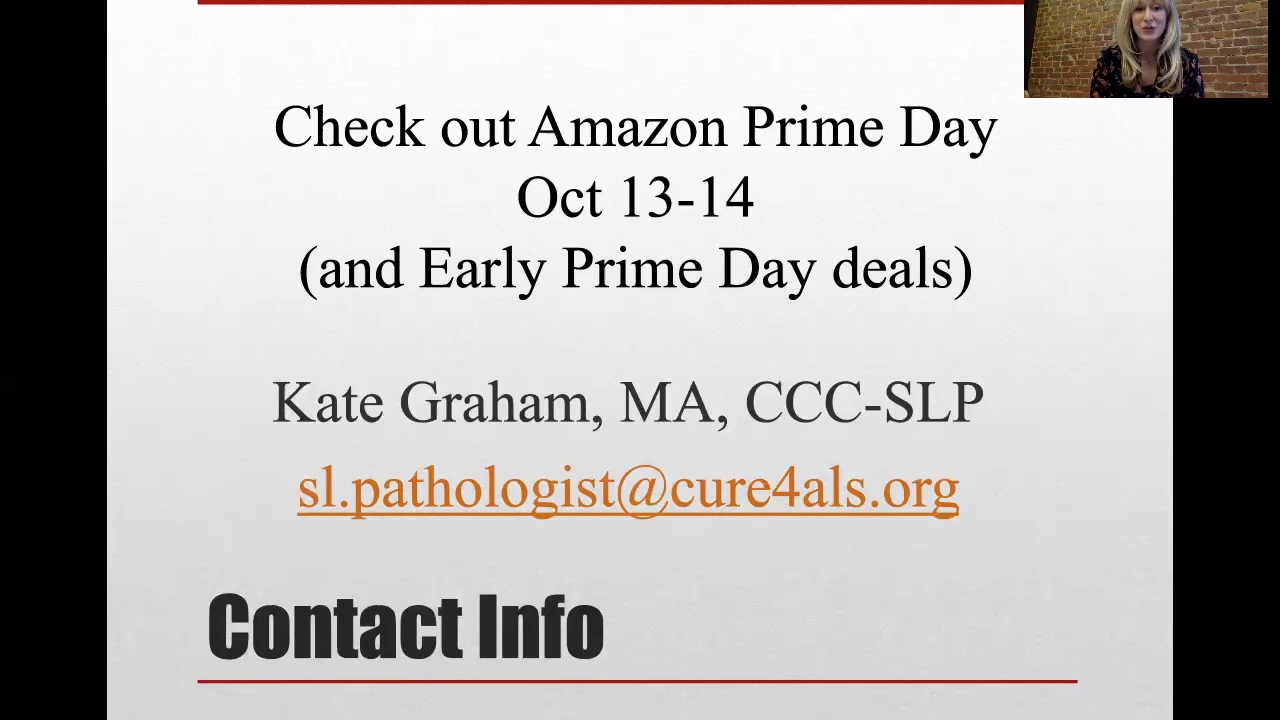 Check out Amazon Prime Day
Oct 13-14
(and Early Prime Day deals)
Kate Graham, MA, CCC-SLP
sl.pathologist@cure4als.org
Contact Info